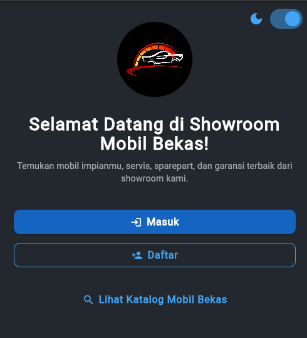 Selamat Datang di Showroom
Mobil Bekas!
Temukan mobil impianmu, servis, sparepart, dan garansi terbaik dari
showroom kami.
Masuk
Daftar
Lihat Katalog Mobil Bekas